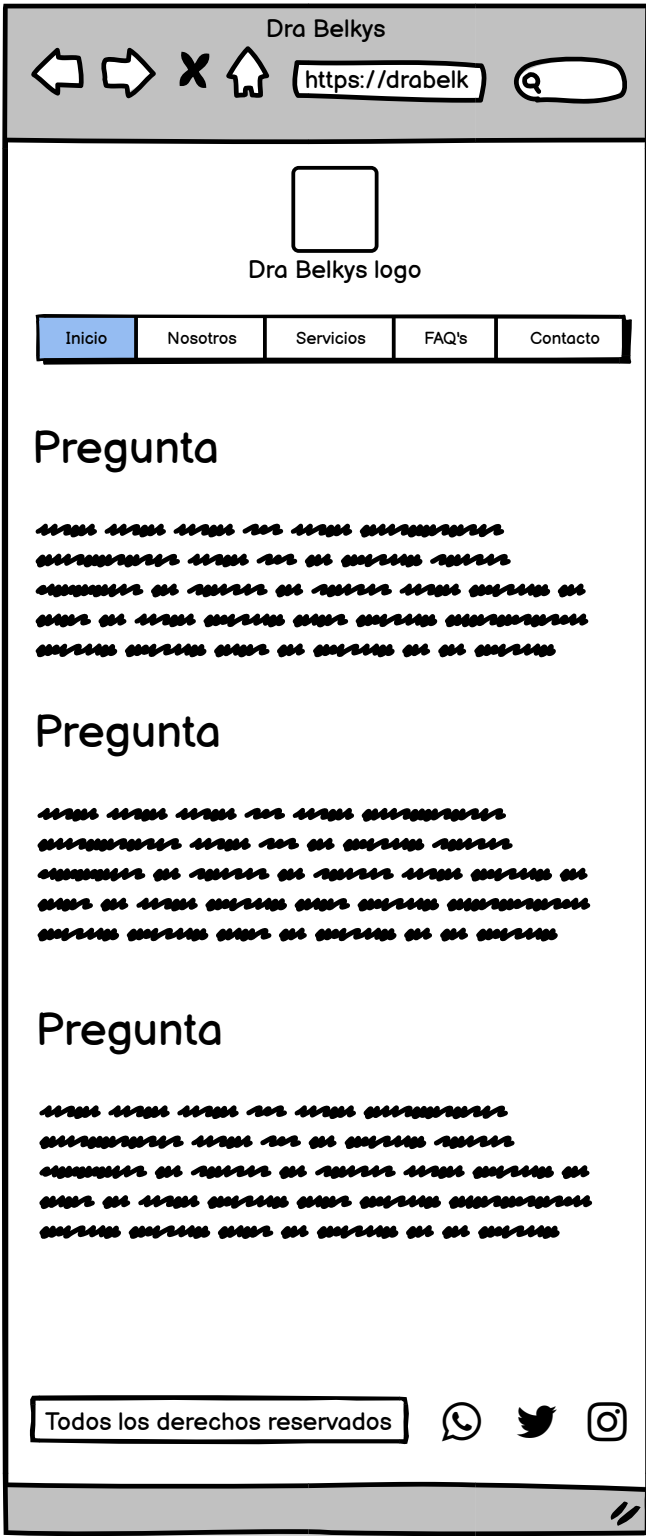 Dra Belkys
https://drabelk
Dra Belkys logo
Inicio Nosotros Servicios FAQ's Contacto
Pregunta
Pregunta
Pregunta
Todos los derechos reservados